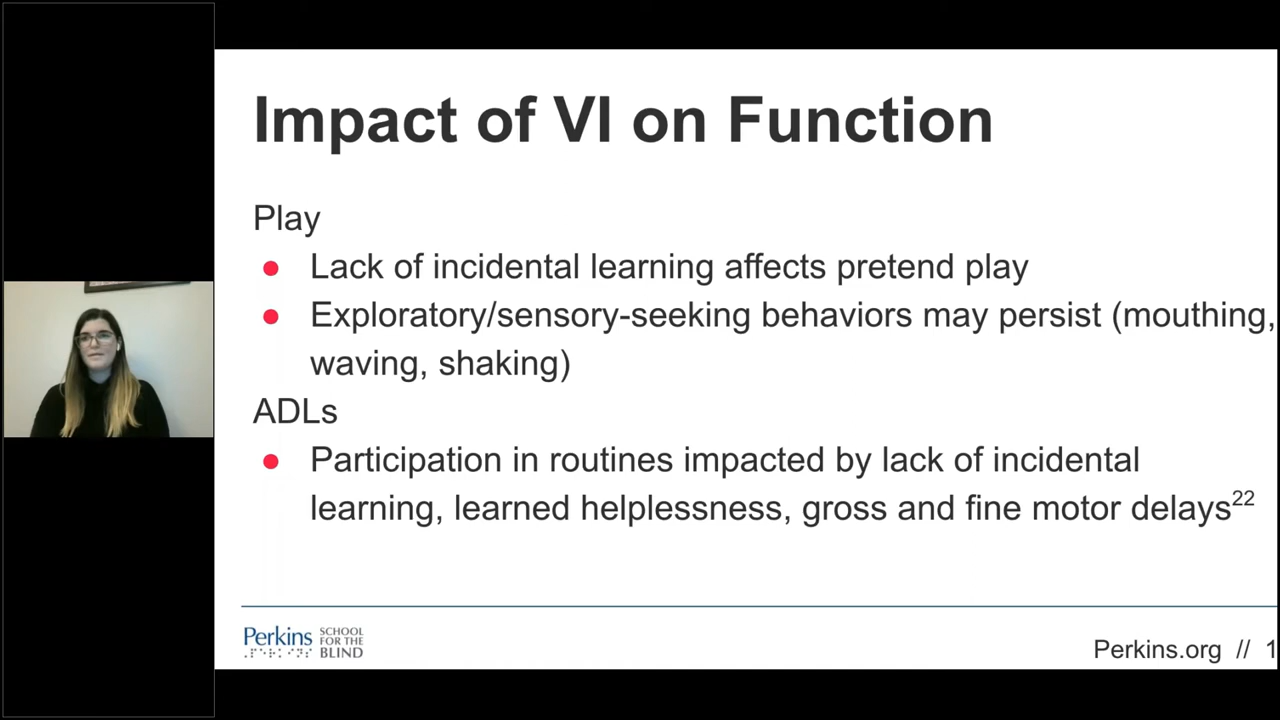 Impact of VI on Function
Play
● Lack of incidental learning affects pretend play
● Exploratory/sensory-seeking behaviors may persist (mouthing,
waving, shaking)
ADLs
● Participation in routines impacted by lack of incidental
learning, learned helplessness, gross and fine motor delays22
Perkins SCHOOL
FOR THE
BLIND
Perkins.org // 1